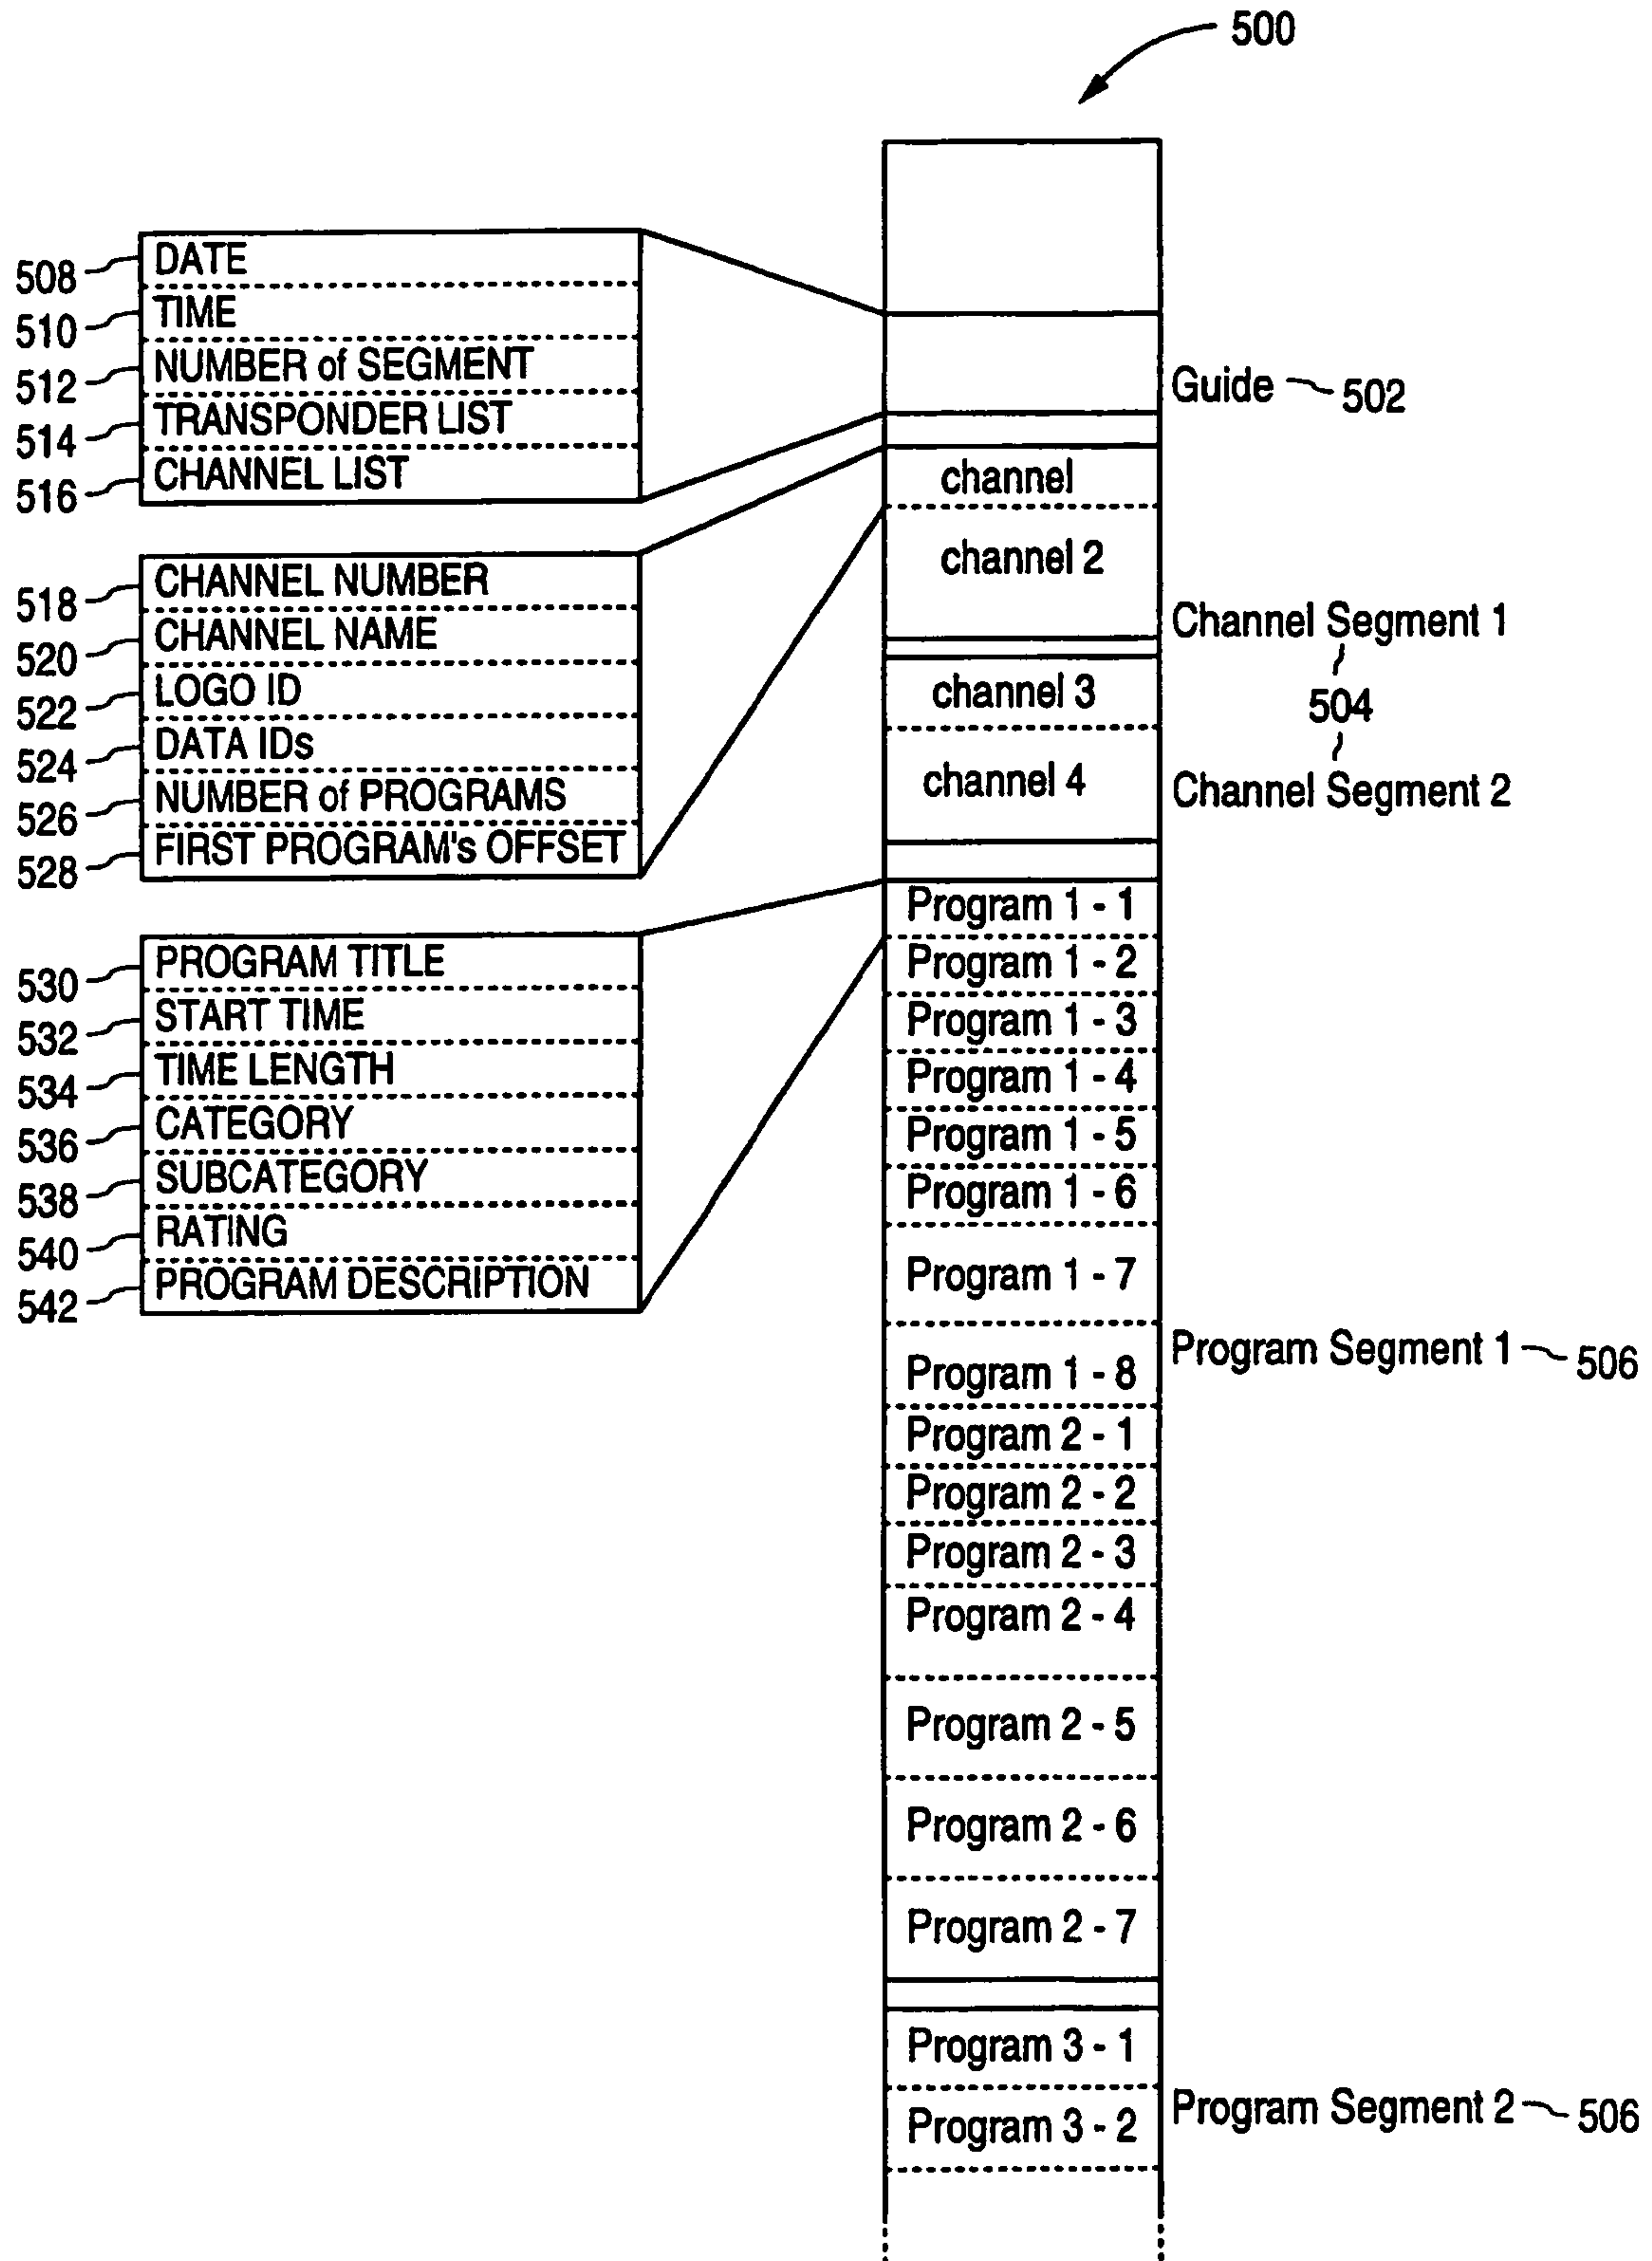 500
508 DATE
510 TIME
512 NUMBER of SEGMENT
514 TRANSPONDER LIST
516 CHANNEL LIST
Guide 502
518 CHANNEL NUMBER
520 CHANNEL NAME
522 LOGO ID
524 DATA IDs
526 NUMBER of PROGRAMS
528 FIRST PROGRAM's OFFSET
channel
channel 2
Channel Segment 1
504
channel 3
channel 4
Channel Segment 2
530 PROGRAM TITLE
532 START TIME
534 TIME LENGTH
536 CATEGORY
538 SUBCATEGORY
540 RATING
542 PROGRAM DESCRIPTION
Program 1 - 1
Program 1 - 2
Program 1 - 3
Program 1 - 4
Program 1 - 5
Program 1 - 6
Program 1 - 7
Program Segment 1 506
Program 1 - 8
Program 2 - 1
Program 2 - 2
Program 2 - 3
Program 2 - 4
Program 2 - 5
Program 2 - 6
Program 2 - 7
Program 3 - 1
Program Segment 2 506
Program 3 - 2